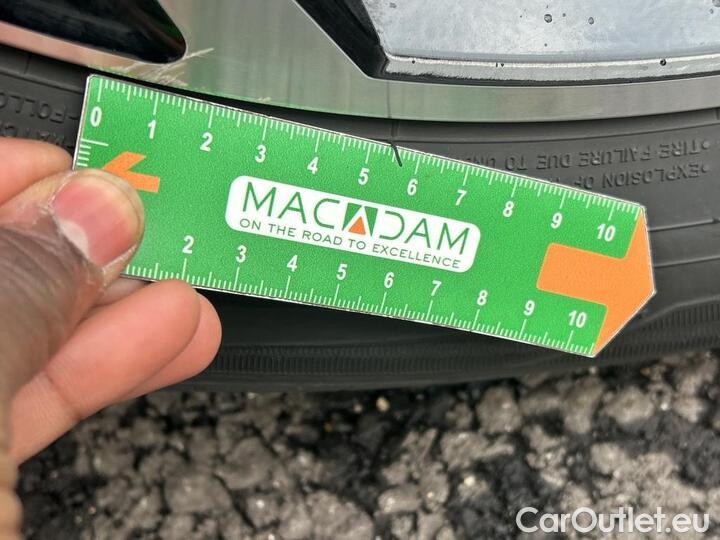 0 1 2 3 4 5 6 7 8 9 10
MACADAM
ON THE ROAD TO EXCELLENCE
2 3 4 5 6 7 8 9 10
•EXPLOSION OF
•TIRE FAILURE DUE TO UND
CarOutlet.eu